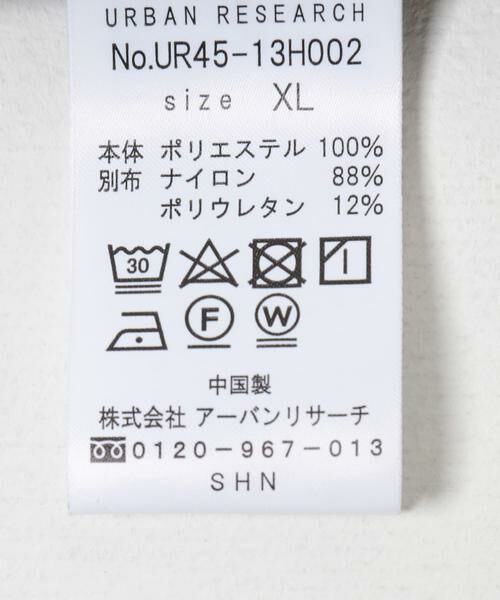 URBAN RESEARCH
No.UR45-13H002
size XL
本体 ポリエステル 100%
別布 ナイロン 88%
ポリウレタン 12%
30
F W
中国製
株式会社 アーバンリサーチ
0120-967-013
SHN